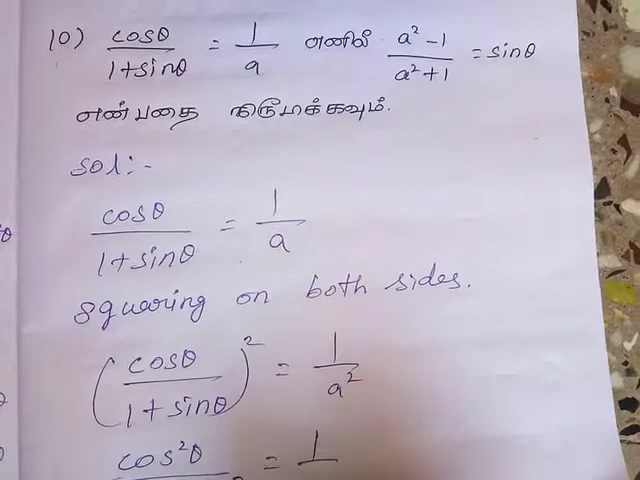 10) cosθ / 1+sinθ = 1 / a எனில் a² -1 / a² +1 = sinθ
என்பதை நிரூபிக்கவும்.
sol:-
cosθ / 1+sinθ = 1 / a
squaring on both sides.
(cosθ / 1+sinθ)² = 1 / a²
cos²θ = 1